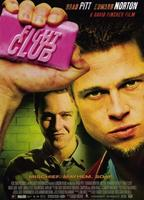 BRAD PITT EDWARD NORTON
A DAVID FINCHER FILM
FIGHT
CLUB
MISCHIEF. MAYHEM. SOAP.